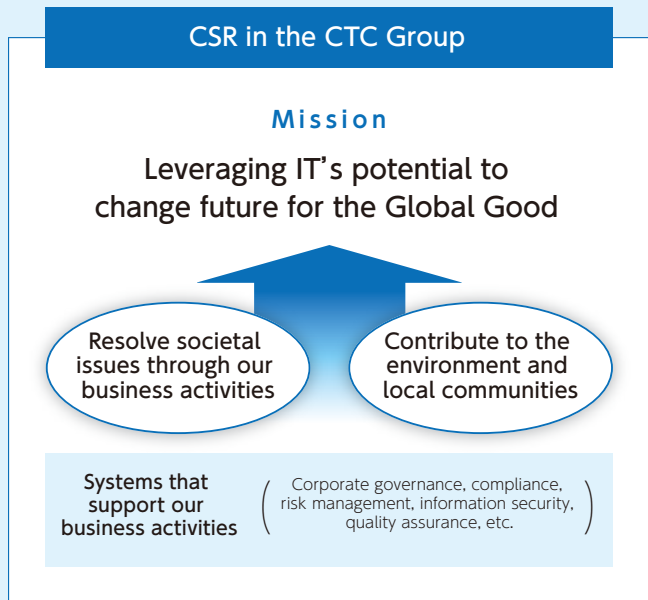 CSR in the CTC Group
Mission
Leveraging IT's potential to
change future for the Global Good
Resolve societal
issues through our
business activities
Contribute to the
environment and
local communities
Systems that
support our
business activities
(Corporate governance, compliance,
risk management, information security,
quality assurance, etc.)